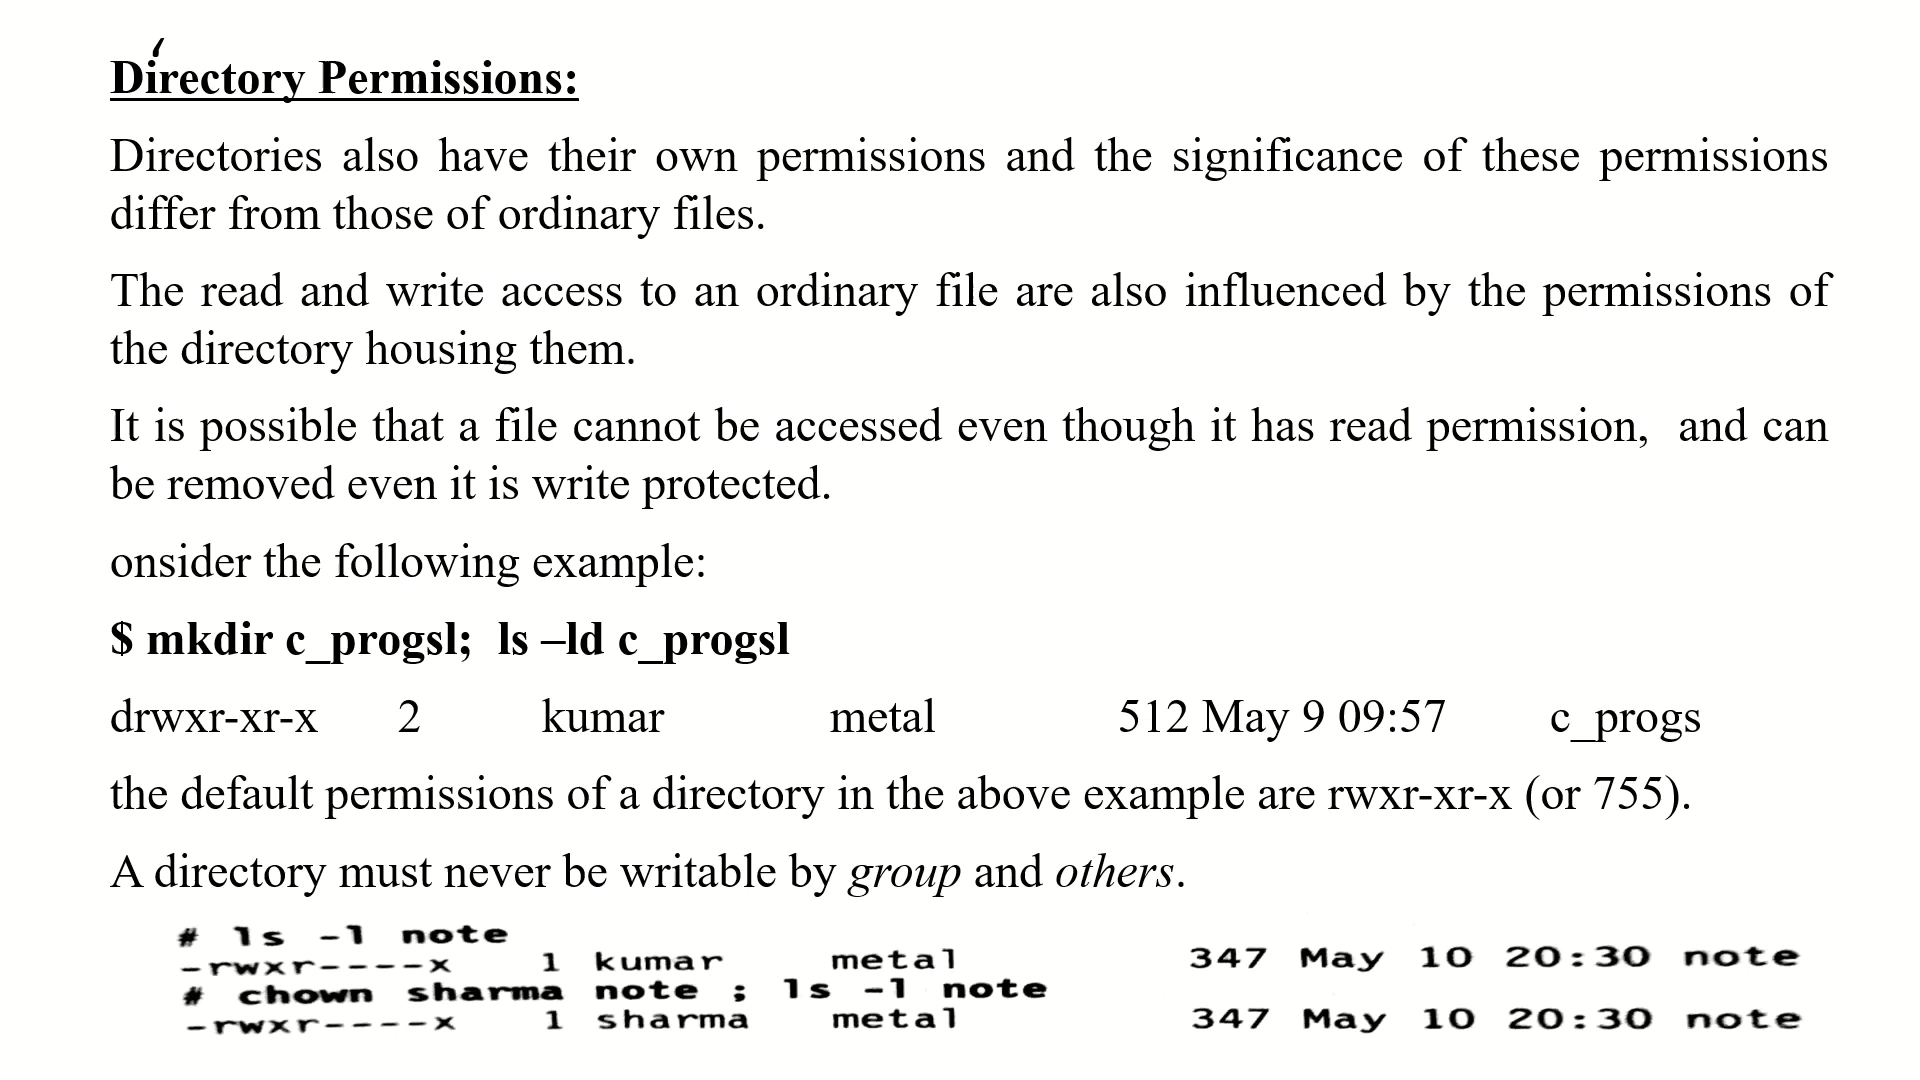 Directory Permissions:
Directories also have their own permissions and the significance of these permissions
differ from those of ordinary files.
The read and write access to an ordinary file are also influenced by the permissions of
the directory housing them.
It is possible that a file cannot be accessed even though it has read permission,  and can
be removed even it is write protected.
onsider the following example:
$ mkdir c_progsl;  ls –ld c_progsl
drwxr-xr-x 2 kumar metal 512 May 9 09:57 c_progs
the default permissions of a directory in the above example are rwxr-xr-x (or 755).
A directory must never be writable by group and others.
# ls -l note
-rwxr----x 1 kumar metal 347 May 10 20:30 note
# chown sharma note ; ls -l note
-rwxr----x 1 sharma metal 347 May 10 20:30 note